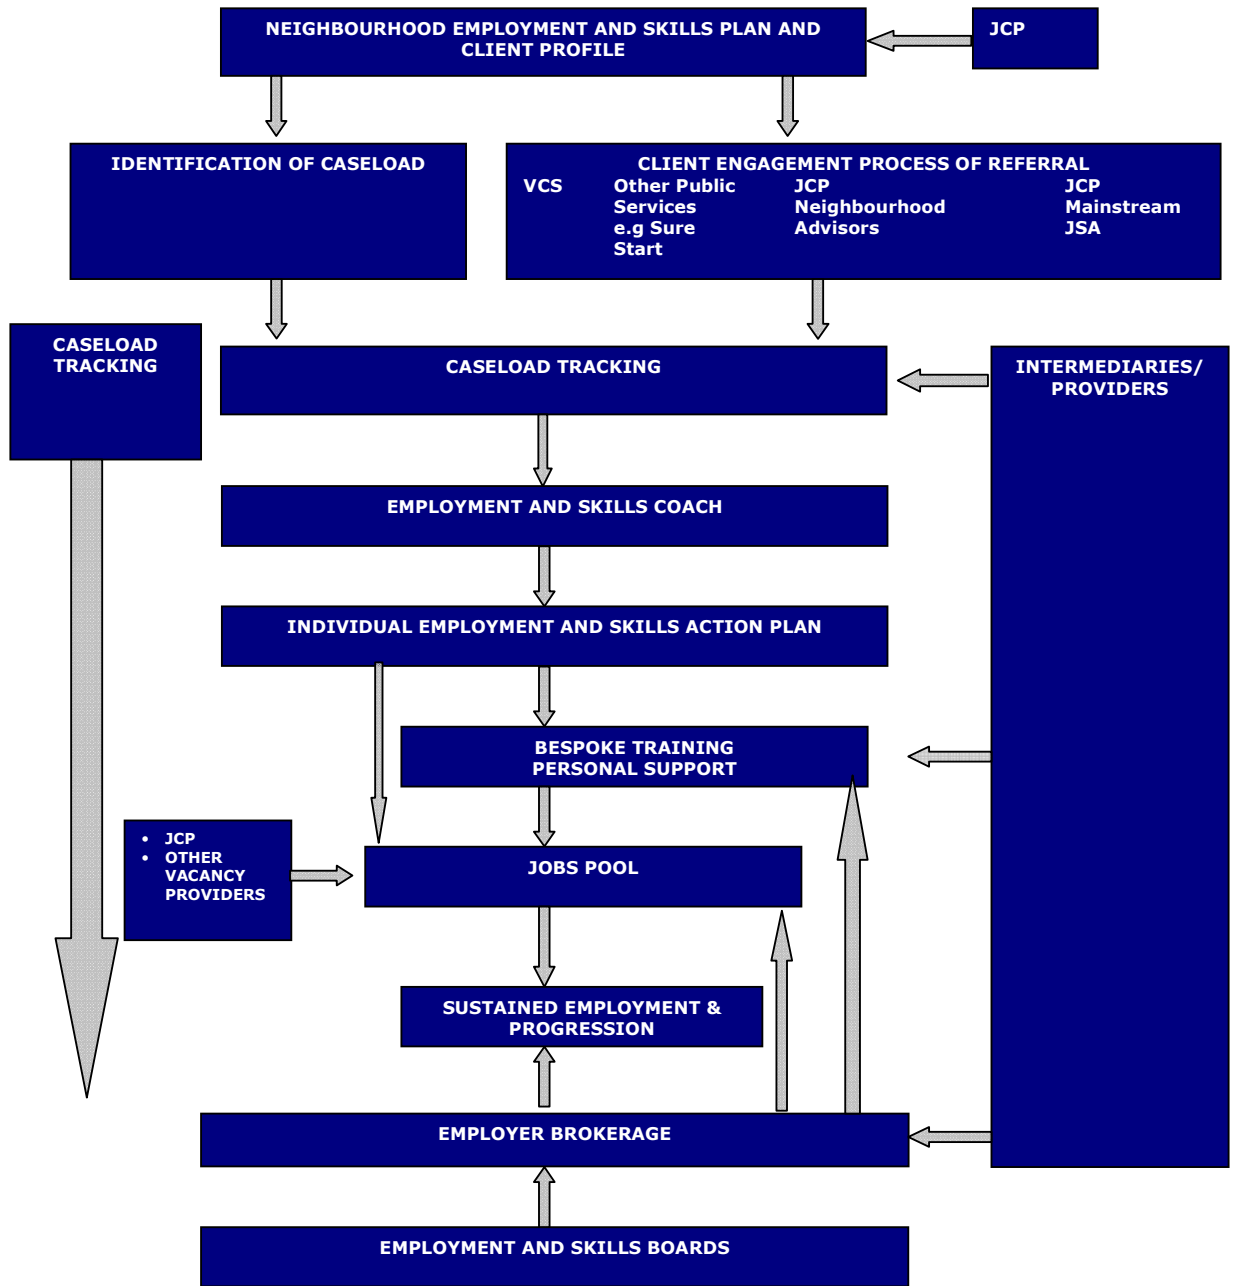 NEIGHBOURHOOD EMPLOYMENT AND SKILLS PLAN AND
CLIENT PROFILE
JCP
IDENTIFICATION OF CASELOAD
CLIENT ENGAGEMENT PROCESS OF REFERRAL
VCS Other Public JCP JCP
Services Neighbourhood Mainstream
e.g Sure Advisors JSA
Start
CASELOAD
TRACKING
CASELOAD TRACKING
INTERMEDIARIES/
PROVIDERS
EMPLOYMENT AND SKILLS COACH
INDIVIDUAL EMPLOYMENT AND SKILLS ACTION PLAN
BESPOKE TRAINING
PERSONAL SUPPORT
• JCP
• OTHER
VACANCY
PROVIDERS
JOBS POOL
SUSTAINED EMPLOYMENT &
PROGRESSION
EMPLOYER BROKERAGE
EMPLOYMENT AND SKILLS BOARDS